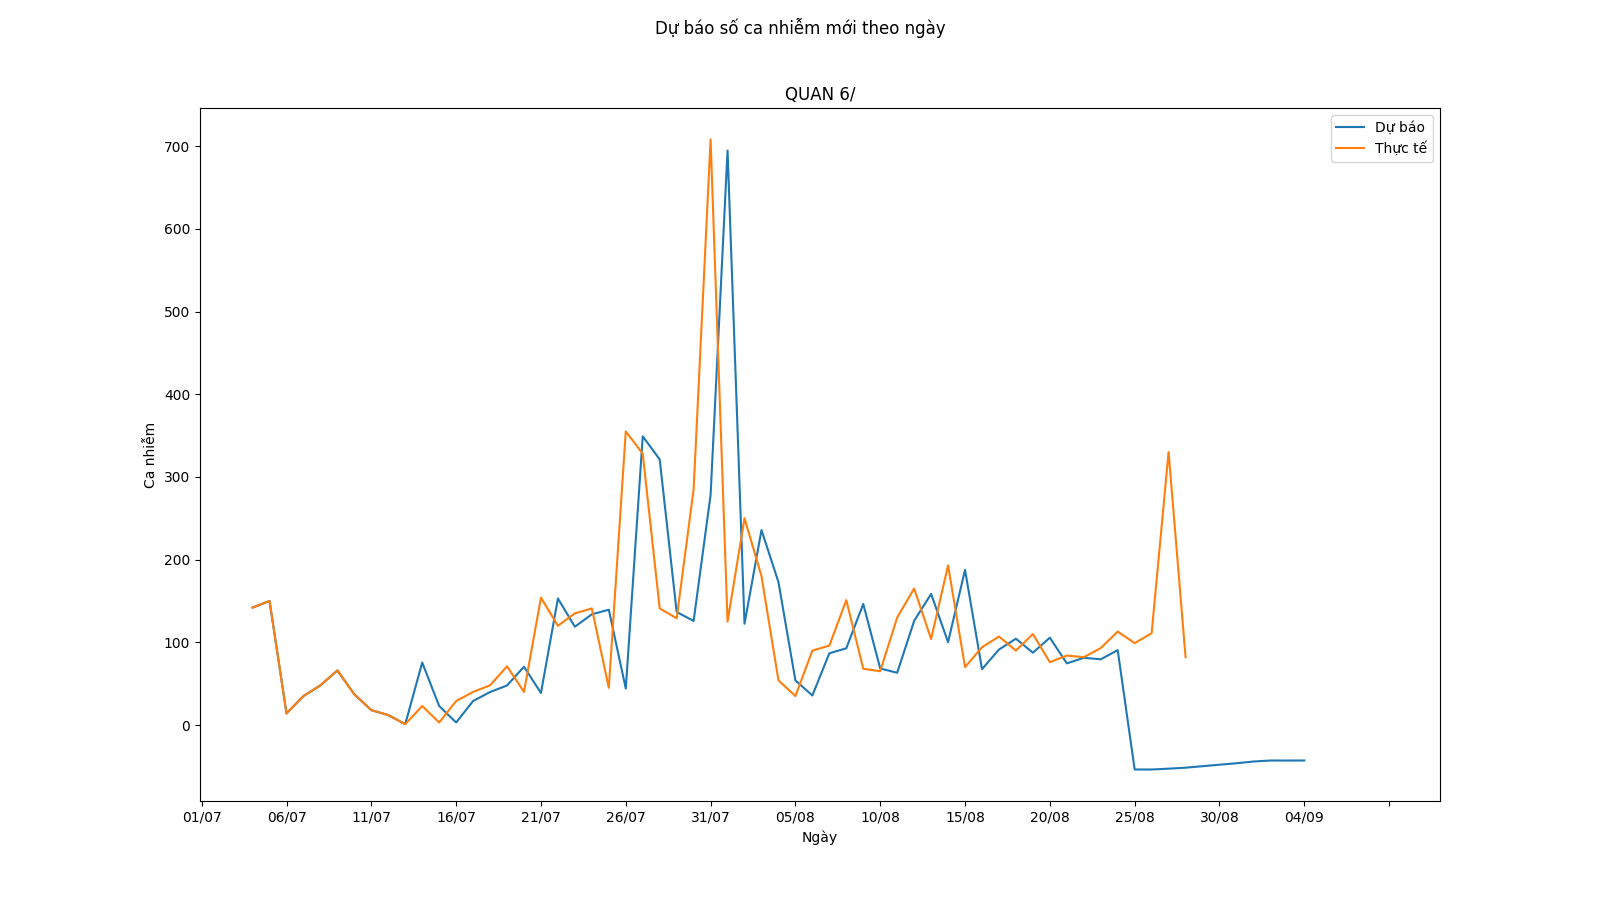 Dự báo số ca nhiễm mới theo ngày
QUAN 6/
Dự báo
Thực tế
700
600
500
400
300
200
100
0
Ca nhiễm
01/07 06/07 11/07 16/07 21/07 26/07 31/07 05/08 10/08 15/08 20/08 25/08 30/08 04/09
Ngày